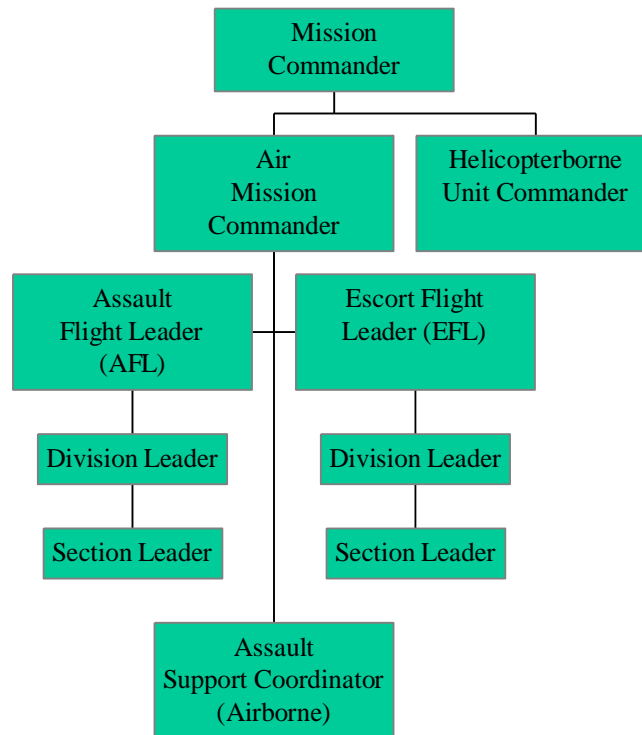 Mission
Commander
Air
Mission
Commander
Helicopterborne
Unit Commander
Assault
Flight Leader
(AFL)
Escort Flight
Leader (EFL)
Division Leader
Division Leader
Section Leader
Section Leader
Assault
Support Coordinator
(Airborne)